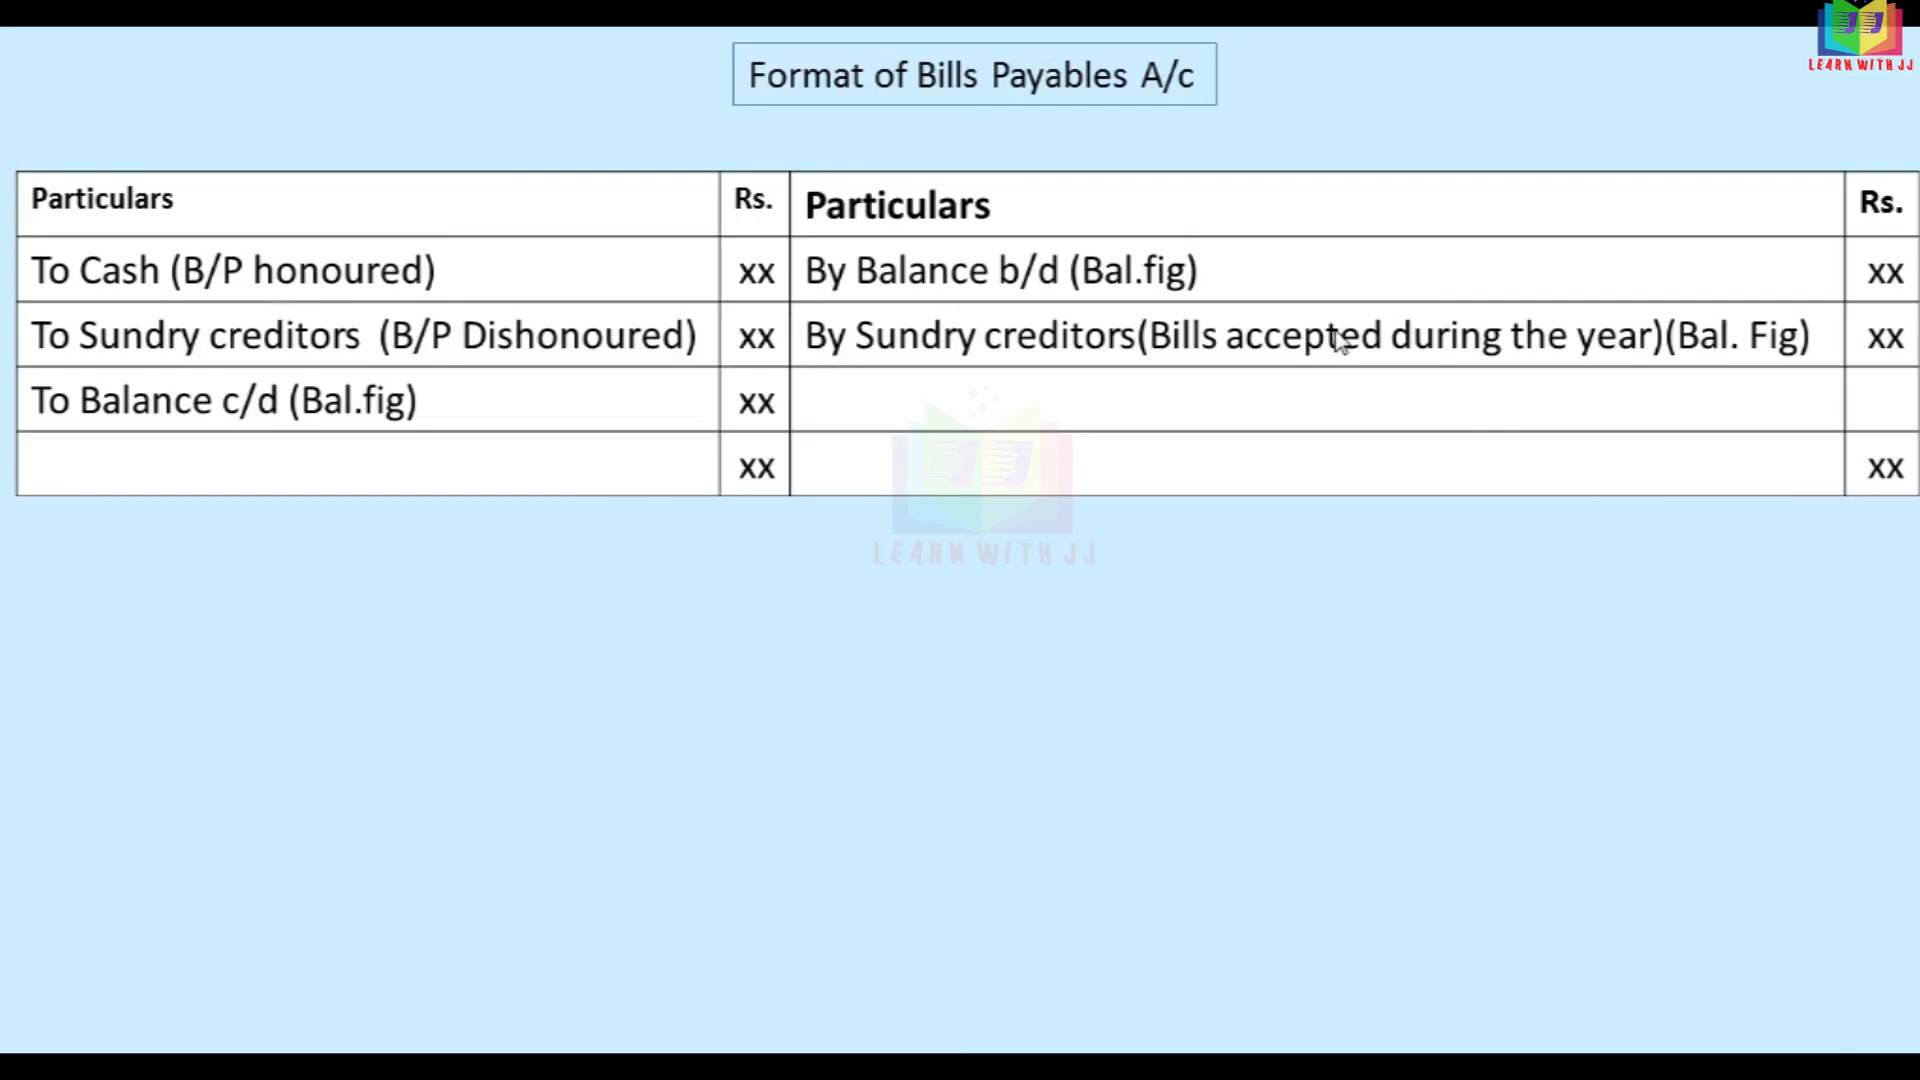 LEARN WITH JJ
Format of Bills Payables A/c
Particulars Rs. Particulars Rs.
To Cash (B/P honoured) xx By Balance b/d (Bal.fig) xx
To Sundry creditors (B/P Dishonoured) xx By Sundry creditors(Bills accepted during the year)(Bal. Fig) xx
To Balance c/d (Bal.fig) xx
xx xx
LEARN WITH JJ